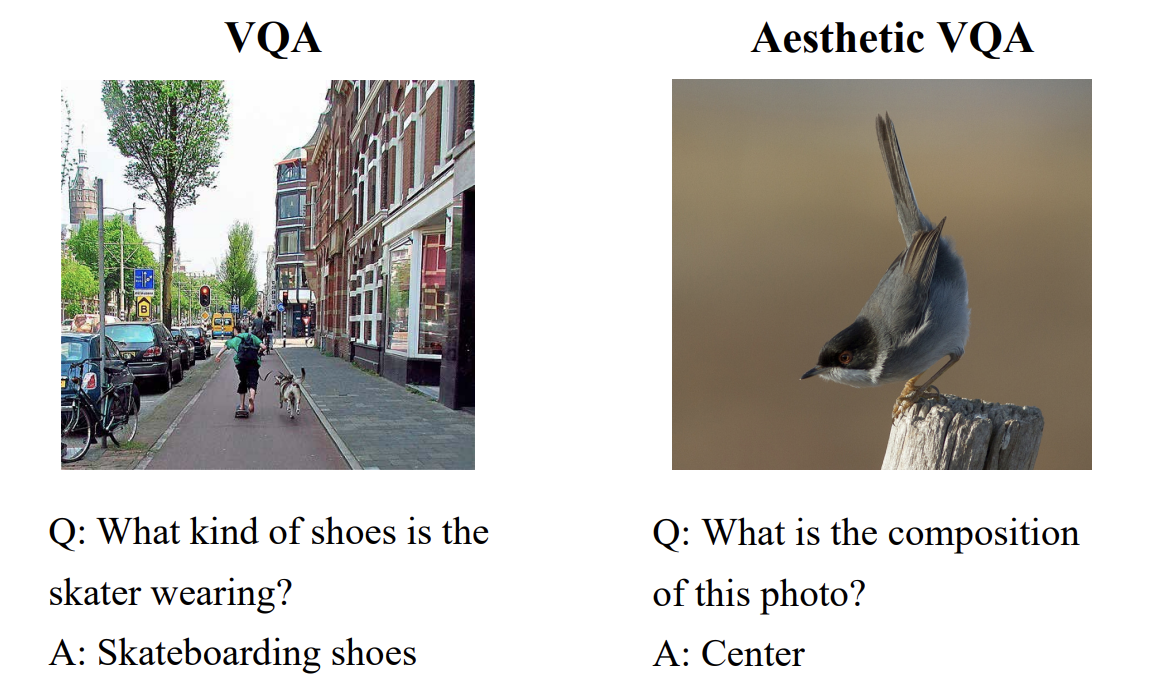 VQA
Aesthetic VQA
B
Q: What kind of shoes is the
skater wearing?
A: Skateboarding shoes
Q: What is the composition
of this photo?
A: Center